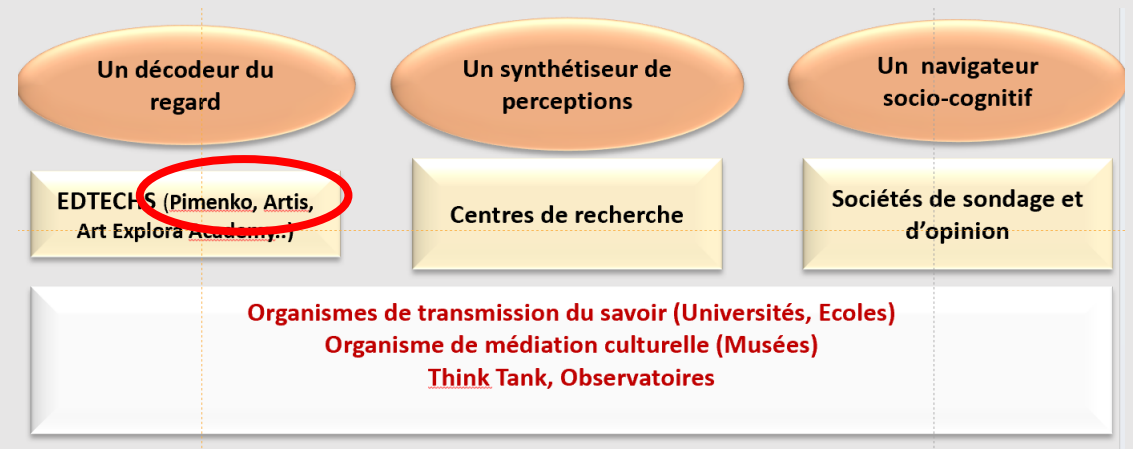 Un décodeur du
regard
Un synthétiseur de
perceptions
Un navigateur
socio-cognitif
EDTECHS (Pimenko, Artis,
Art Explora Academy..)
Centres de recherche
Sociétés de sondage et
d'opinion
Organismes de transmission du savoir (Universités, Ecoles)
Organisme de médiation culturelle (Musées)
Think Tank, Observatoires